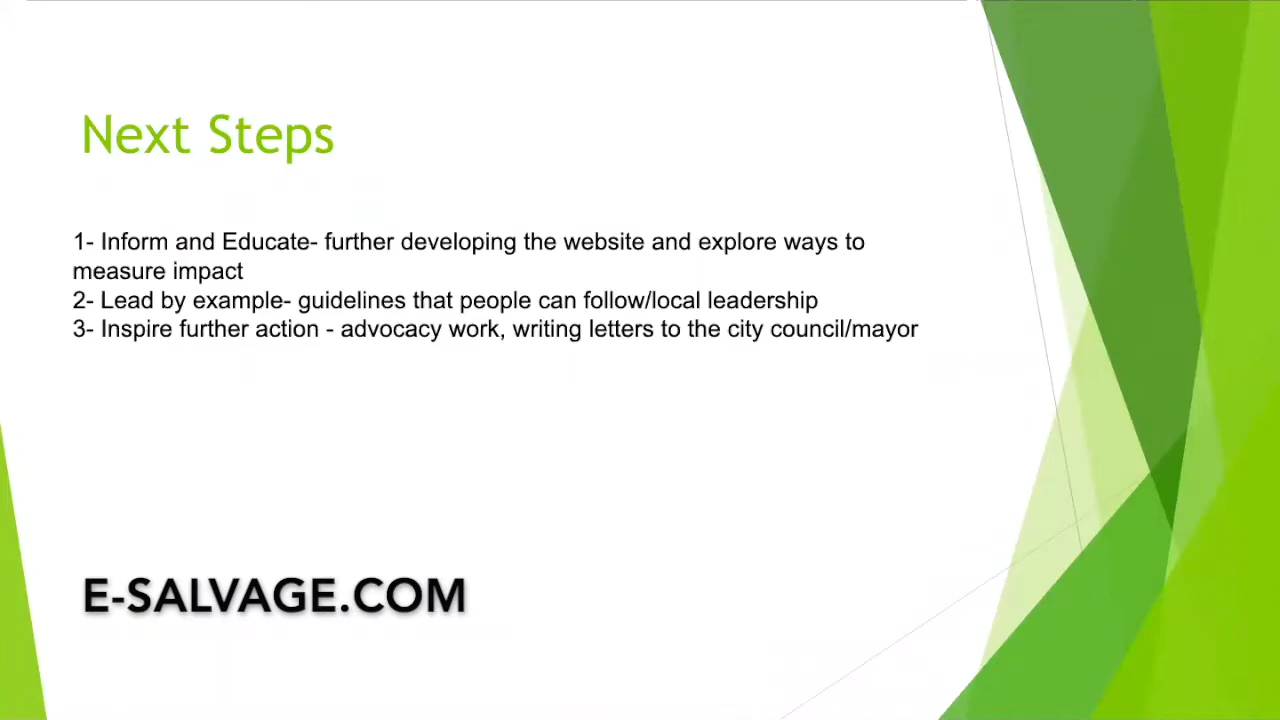 Next Steps
1- Inform and Educate- further developing the website and explore ways to
measure impact
2- Lead by example- guidelines that people can follow/local leadership
3- Inspire further action - advocacy work, writing letters to the city council/mayor
E-SALVAGE.COM